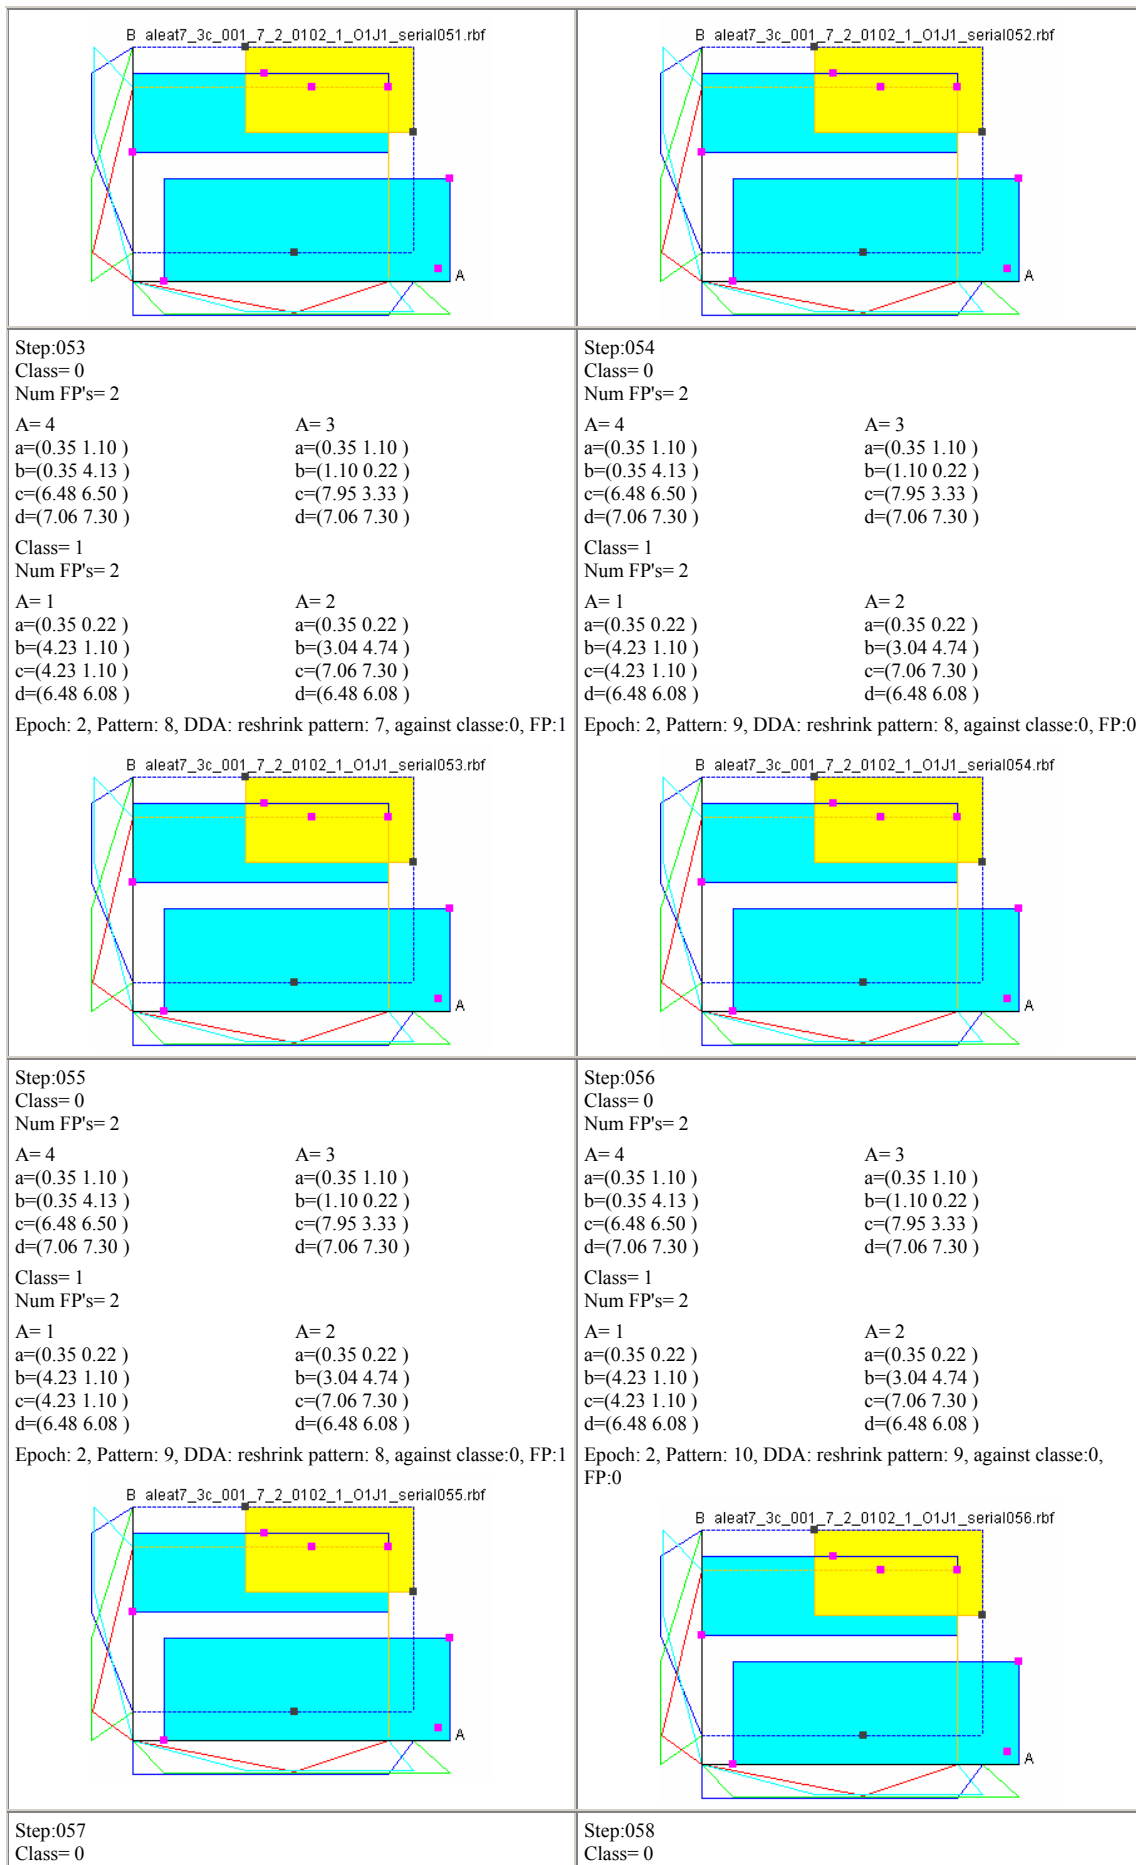 B aleat7_3c_001_7_2_0102_1_O1J1_serial051.rbf
A
B aleat7_3c_001_7_2_0102_1_O1J1_serial052.rbf
A
Step:053
Class= 0
Num FP's= 2
A= 4 A= 3
a=(0.35 1.10 ) a=(0.35 1.10 )
b=(0.35 4.13 ) b=(1.10 0.22 )
c=(6.48 6.50 ) c=(7.95 3.33 )
d=(7.06 7.30 ) d=(7.06 7.30 )
Class= 1
Num FP's= 2
A= 1 A= 2
a=(0.35 0.22 ) a=(0.35 0.22 )
b=(4.23 1.10 ) b=(3.04 4.74 )
c=(4.23 1.10 ) c=(7.06 7.30 )
d=(6.48 6.08 ) d=(6.48 6.08 )
Epoch: 2, Pattern: 8, DDA: reshrink pattern: 7, against classe:0, FP:1
B aleat7_3c_001_7_2_0102_1_O1J1_serial053.rbf
A
Step:054
Class= 0
Num FP's= 2
A= 4 A= 3
a=(0.35 1.10 ) a=(0.35 1.10 )
b=(0.35 4.13 ) b=(1.10 0.22 )
c=(6.48 6.50 ) c=(7.95 3.33 )
d=(7.06 7.30 ) d=(7.06 7.30 )
Class= 1
Num FP's= 2
A= 1 A= 2
a=(0.35 0.22 ) a=(0.35 0.22 )
b=(4.23 1.10 ) b=(3.04 4.74 )
c=(4.23 1.10 ) c=(7.06 7.30 )
d=(6.48 6.08 ) d=(6.48 6.08 )
Epoch: 2, Pattern: 9, DDA: reshrink pattern: 8, against classe:0, FP:0
B aleat7_3c_001_7_2_0102_1_O1J1_serial054.rbf
A
Step:055
Class= 0
Num FP's= 2
A= 4 A= 3
a=(0.35 1.10 ) a=(0.35 1.10 )
b=(0.35 4.13 ) b=(1.10 0.22 )
c=(6.48 6.50 ) c=(7.95 3.33 )
d=(7.06 7.30 ) d=(7.06 7.30 )
Class= 1
Num FP's= 2
A= 1 A= 2
a=(0.35 0.22 ) a=(0.35 0.22 )
b=(4.23 1.10 ) b=(3.04 4.74 )
c=(4.23 1.10 ) c=(7.06 7.30 )
d=(6.48 6.08 ) d=(6.48 6.08 )
Epoch: 2, Pattern: 9, DDA: reshrink pattern: 8, against classe:0, FP:1
B aleat7_3c_001_7_2_0102_1_O1J1_serial055.rbf
A
Step:056
Class= 0
Num FP's= 2
A= 4 A= 3
a=(0.35 1.10 ) a=(0.35 1.10 )
b=(0.35 4.13 ) b=(1.10 0.22 )
c=(6.48 6.50 ) c=(7.95 3.33 )
d=(7.06 7.30 ) d=(7.06 7.30 )
Class= 1
Num FP's= 2
A= 1 A= 2
a=(0.35 0.22 ) a=(0.35 0.22 )
b=(4.23 1.10 ) b=(3.04 4.74 )
c=(4.23 1.10 ) c=(7.06 7.30 )
d=(6.48 6.08 ) d=(6.48 6.08 )
Epoch: 2, Pattern: 10, DDA: reshrink pattern: 9, against classe:0,
FP:0
B aleat7_3c_001_7_2_0102_1_O1J1_serial056.rbf
A
Step:057
Class= 0
Step:058
Class= 0